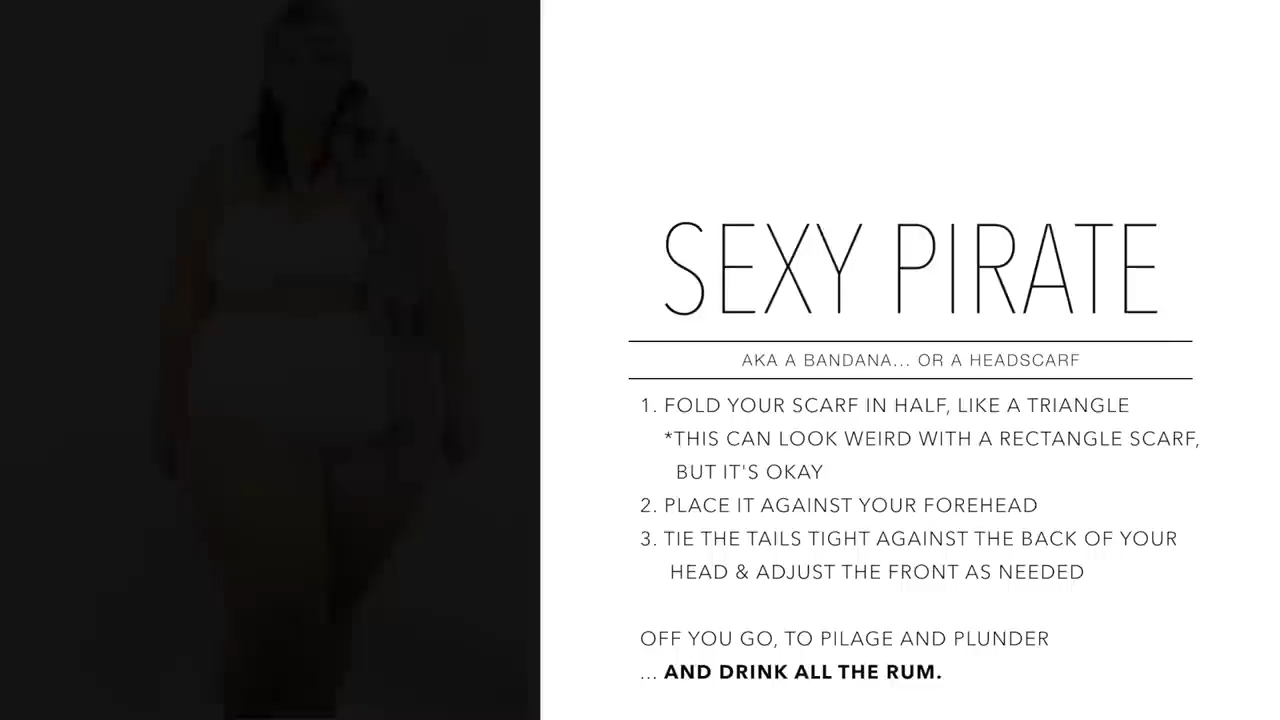 SEXY PIRATE
AKA A BANDANA... OR A HEADSCARF
1. FOLD YOUR SCARF IN HALF, LIKE A TRIANGLE
*THIS CAN LOOK WEIRD WITH A RECTANGLE SCARF,
BUT IT'S OKAY
2. PLACE IT AGAINST YOUR FOREHEAD
3. TIE THE TAILS TIGHT AGAINST THE BACK OF YOUR
HEAD & ADJUST THE FRONT AS NEEDED
OFF YOU GO, TO PILAGE AND PLUNDER
... AND DRINK ALL THE RUM.